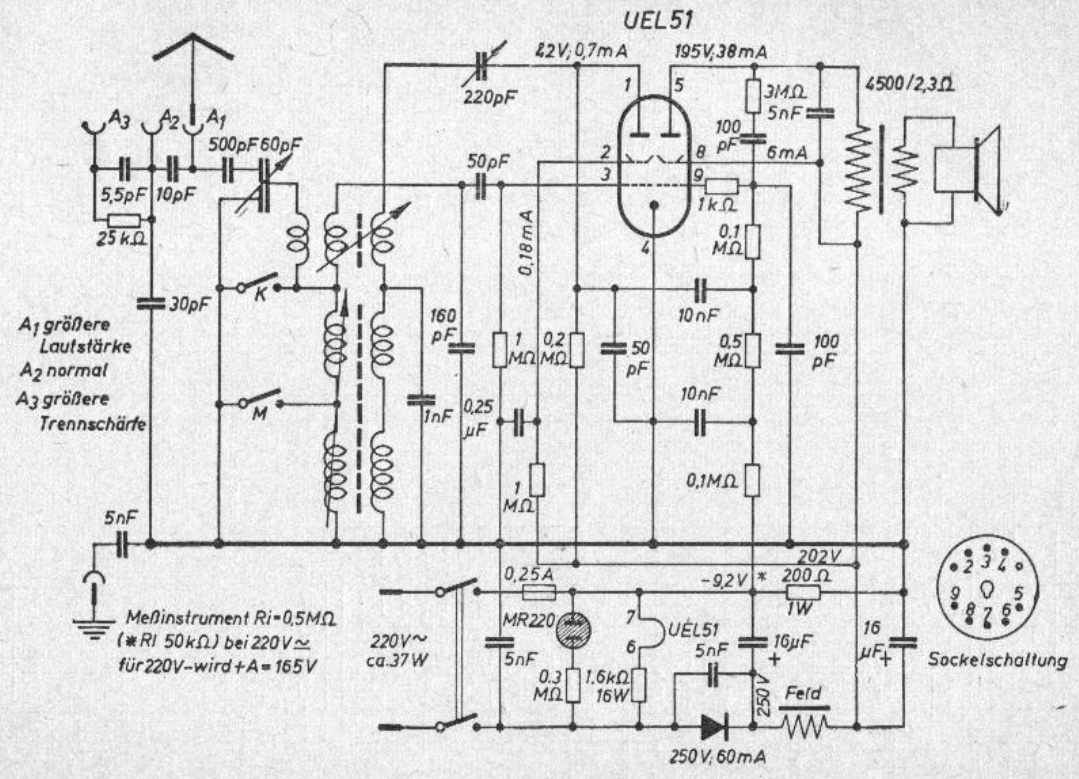 UEL51
42V, 0,7mA
195V, 38mA
4500/2,3Ω
1
5
220pF
3MΩ
5nF
A3
A2
A1
500pF
60pF
100
pF
5,5pF
10pF
50pF
2
8
6mA
3
9
1kΩ
25kΩ
4
0,18mA
0,1
MΩ
K
30pF
10nF
A1 größere
Lautstärke
A2 normal
A3 größere
Trennschärfe
160
pF
1
MΩ
0,2
MΩ
50
pF
0,5
MΩ
100
pF
10nF
M
1nF
0,25
µF
1
MΩ
0,1MΩ
5nF
202V
0,25A
-9,2V *
200Ω
1W
2 3 4
9 5
8 7 6
Meßinstrument Ri=0,5MΩ
(*RI 50kΩ) bei 220V≃
für 220V-wird +A=165V
220V~
ca.37W
MR220
7
6
UEL51
5nF
5nF
16µF
+
16
µF+
Sockelschaltung
0.3
MΩ
1.6kΩ
16W
250V
Feld
250V, 60mA